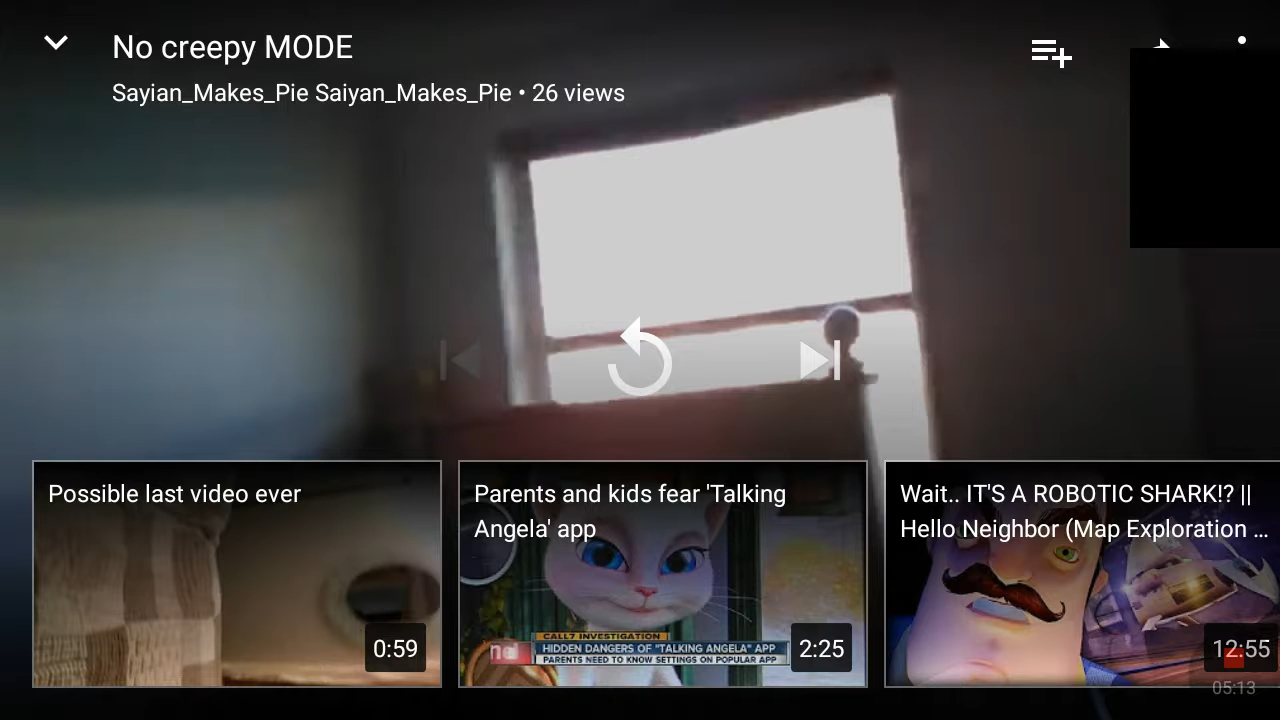 No creepy MODE
Sayian_Makes_Pie Saiyan_Makes_Pie • 26 views
Possible last video ever
0:59
Parents and kids fear 'Talking
Angela' app
CALL7 INVESTIGATION
HIDDEN DANGERS OF "TALKING ANGELA" APP
PARENTS NEED TO KNOW SETTINGS ON POPULAR APP
2:25
Wait.. IT'S A ROBOTIC SHARK!? ||
Hello Neighbor (Map Exploration ...
12:55
05:13